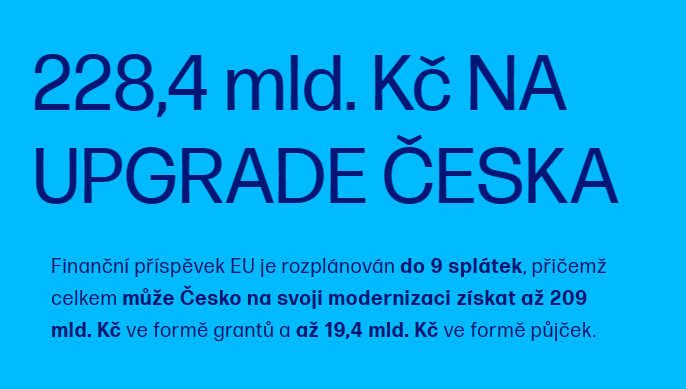 228,4 mld. Kč NA
UPGRADE ČESKA
Finanční příspěvek EU je rozplánován do 9 splátek, přičemž
celkem může Česko na svoji modernizaci získat až 209
mld. Kč ve formě grantů a až 19,4 mld. Kč ve formě půjček.